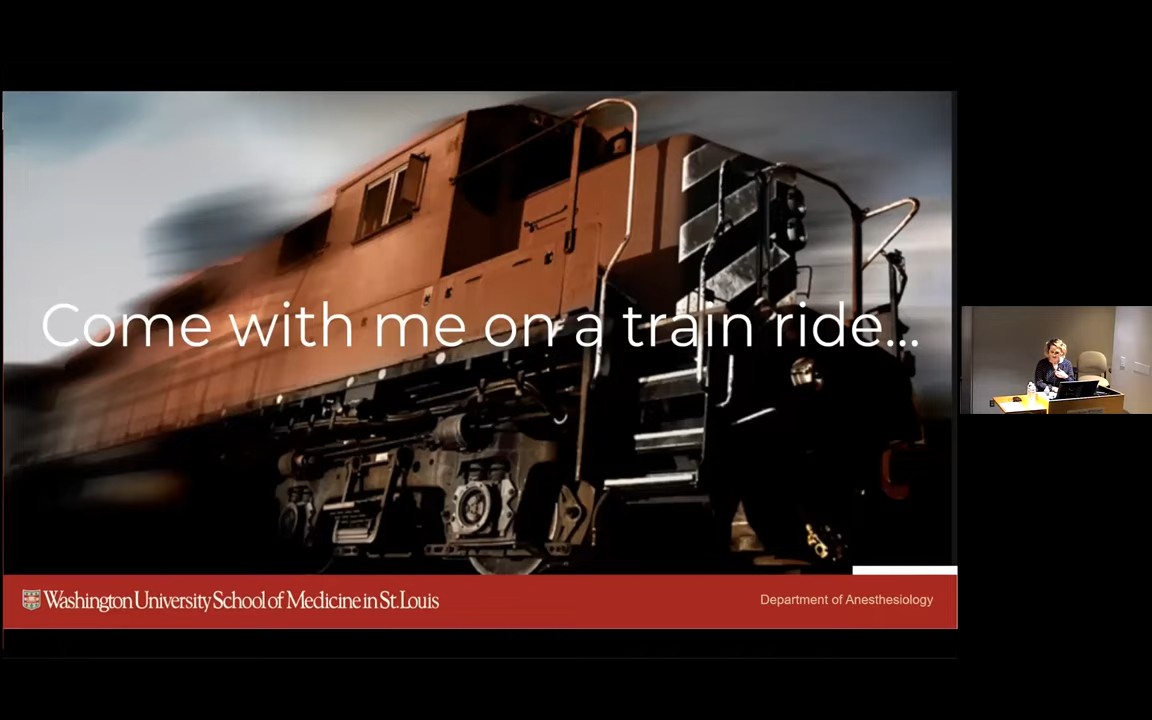 Come with me on a train ride...
Washington University School of Medicine in St. Louis
Department of Anesthesiology